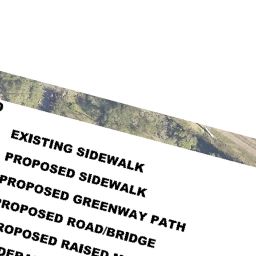 EXISTING SIDEWALK
PROPOSED SIDEWALK
PROPOSED GREENWAY PATH
PROPOSED ROAD/BRIDGE
PROPOSED RAISED